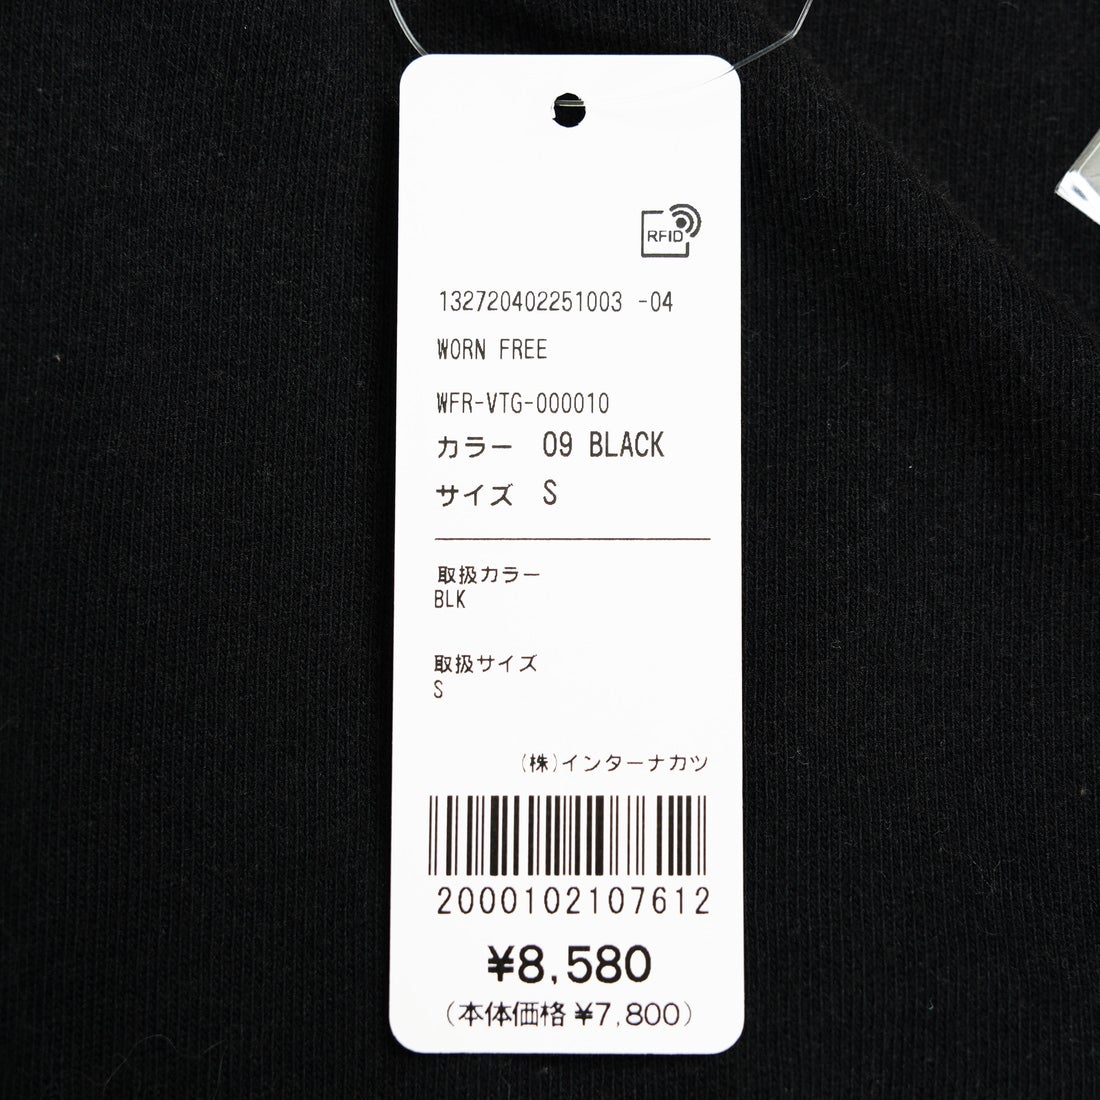 RFID
132720402251003 -04
WORN FREE
WFR-VTG-000010
カラー 09 BLACK
サイズ S
取扱カラー
BLK
取扱サイズ
S
(株)インターナカツ
2000102107612
¥8,580
(本体価格 ¥7,800)